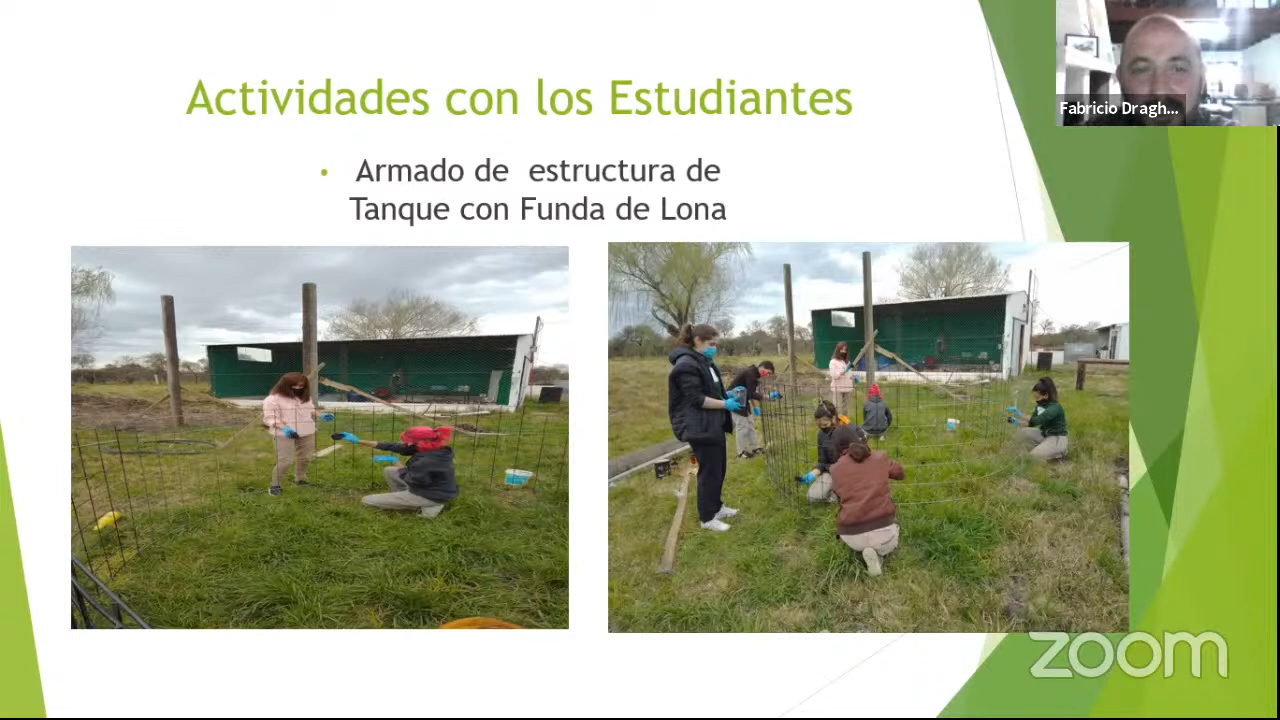 Actividades con los Estudiantes
• Armado de estructura de
Tanque con Funda de Lona
Fabricio Dragh...
zoom